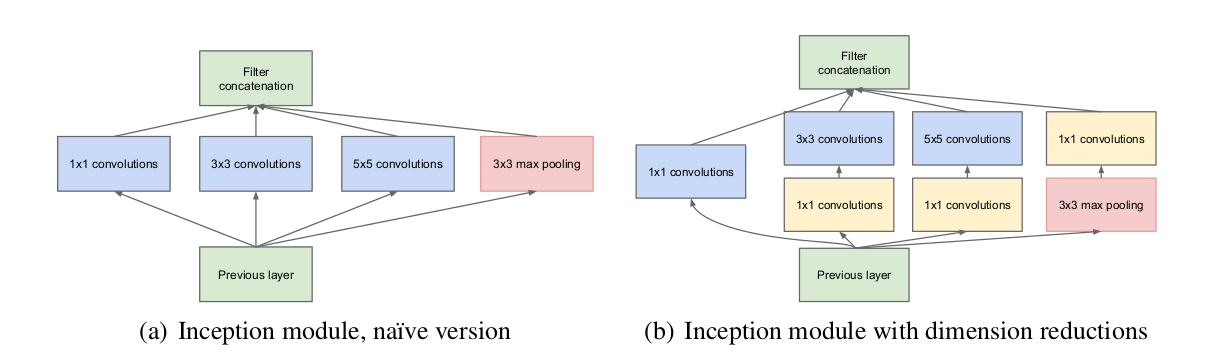 Filter
concatenation
1x1 convolutions
3x3 convolutions
5x5 convolutions
3x3 max pooling
Previous layer
(a) Inception module, naïve version
Filter
concatenation
3x3 convolutions
5x5 convolutions
1x1 convolutions
1x1 convolutions
1x1 convolutions
1x1 convolutions
3x3 max pooling
Previous layer
(b) Inception module with dimension reductions